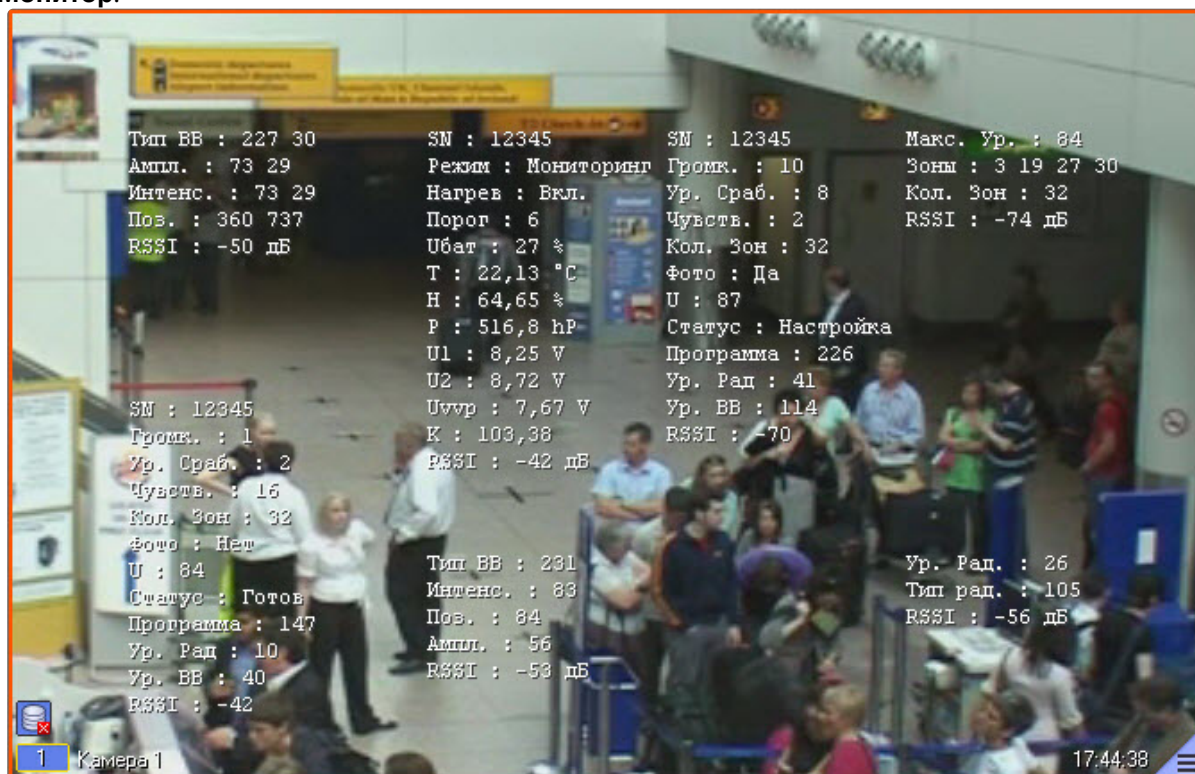 монитор.
Domestic departures
International departures
Airport information
Тип ВВ : 227 30
Ампл. : 73 29
Интенс. : 73 29
Поз. : 360 737
RSSI : -50 дБ
SN : 12345
Режим : Мониторинг
Нагрев : Вкл.
Порог : 6
Uбат : 27 %
T : 22,13 °C
H : 64,65 %
P : 516,8 hP
U1 : 8,25 V
U2 : 8,72 V
Uvvp : 7,67 V
K : 103,38
RSSI : -42 дБ
SN : 12345
Громк. : 10
Ур. Сраб. : 8
Чувств. : 2
Кол. Зон : 32
Фото : Да
U : 87
Статус : Настройка
Программа : 226
Ур. Рад : 41
Ур. ВВ : 114
RSSI : -70
Макс. Ур. : 84
Зоны : 3 19 27 30
Кол. Зон : 32
RSSI : -74 дБ
SN : 12345
Громк. : 1
Ур. Сраб. : 2
Чувств. : 16
Кол. Зон : 32
Фото : Нет
U : 84
Статус : Готов
Программа : 147
Ур. Рад : 10
Ур. ВВ : 40
RSSI : -42
Тип ВВ : 231
Интенс. : 83
Поз. : 84
Ампл. : 56
RSSI : -53 дБ
Ур. Рад. : 26
Тип рад. : 105
RSSI : -56 дБ
1 Камера 1
17:44:38